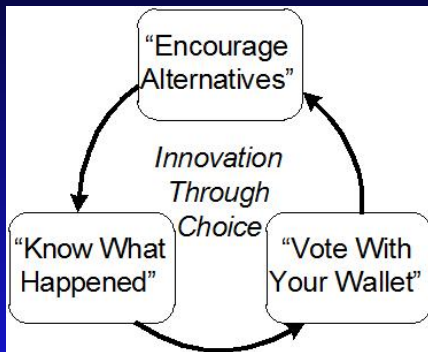 “Encourage
Alternatives”
Innovation
Through
Choice
“Know What
Happened”
“Vote With
Your Wallet”